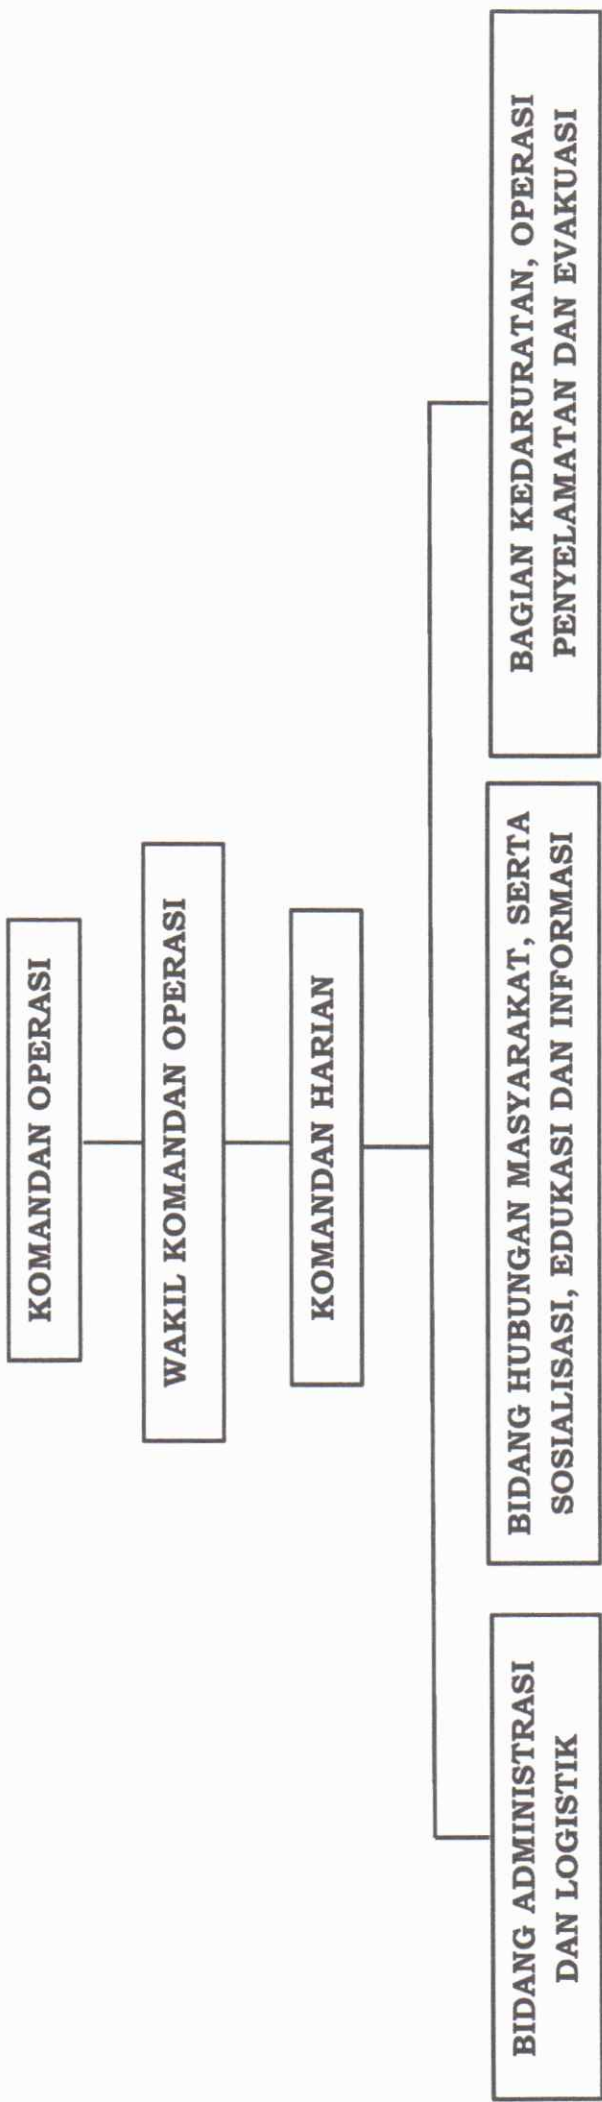 KOMANDAN OPERASI
WAKIL KOMANDAN OPERASI
KOMANDAN HARIAN
BIDANG ADMINISTRASI
DAN LOGISTIK
BIDANG HUBUNGAN MASYARAKAT, SERTA
SOSIALISASI, EDUKASI DAN INFORMASI
BAGIAN KEDARURATAN, OPERASI
PENYELAMATAN DAN EVAKUASI